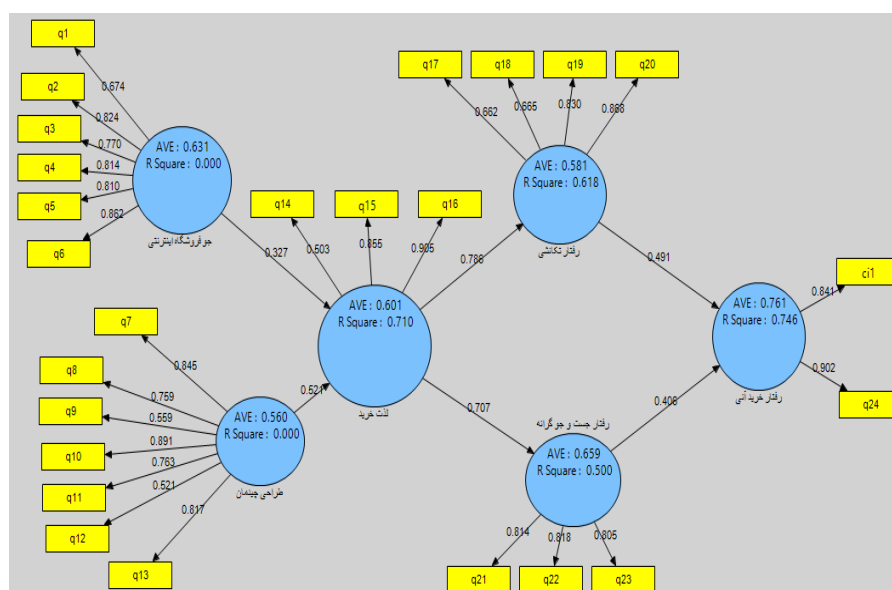 q1
q2
q3
q4
q5
q6
0.674
0.824
0.770
0.814
0.810
0.862
AVE : 0.631
R Square : 0.000
جو فروشگاه اینترنتی
0.327
q7
q8
q9
q10
q11
q12
q13
0.845
0.759
0.559
0.891
0.763
0.521
0.817
AVE : 0.560
R Square : 0.000
طراحی چیدمان
0.521
q14
q15
q16
0.503
0.855
0.905
AVE : 0.601
R Square : 0.710
لذت خرید
0.786
0.707
q17
q18
q19
q20
0.662
0.665
0.830
0.868
AVE : 0.581
R Square : 0.618
رفتار تکانشی
0.491
رفتار جست و جو گرانه
AVE : 0.659
R Square : 0.500
0.814
0.818
0.805
q21
q22
q23
0.406
AVE : 0.761
R Square : 0.746
رفتار خرید آنی
0.841
0.902
ci1
q24